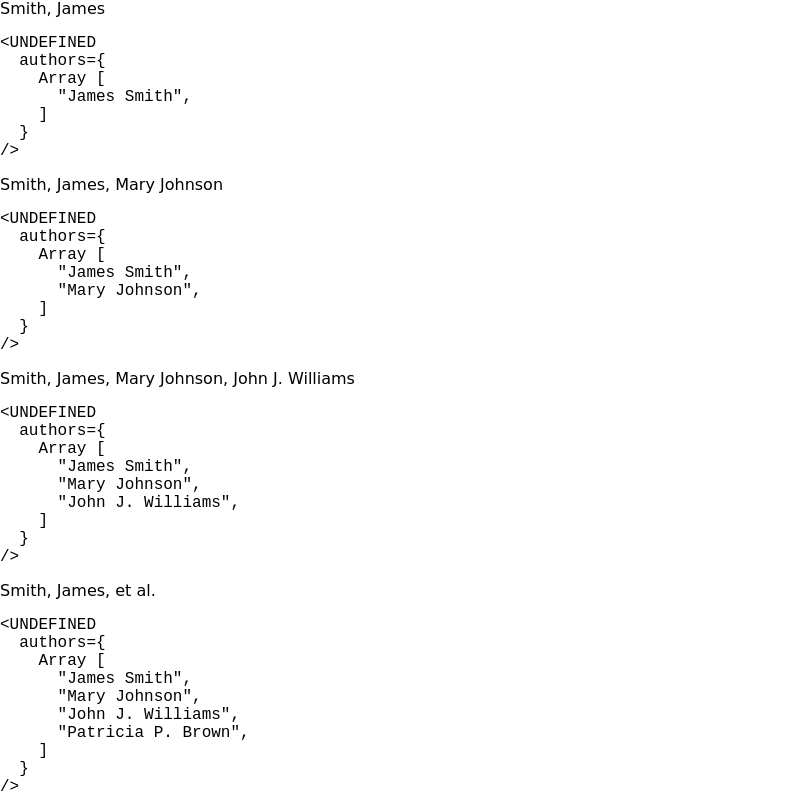 Smith, James
<UNDEFINED
  authors={
    Array [
      "James Smith",
    ]
  }
/>
Smith, James, Mary Johnson
<UNDEFINED
  authors={
    Array [
      "James Smith",
      "Mary Johnson",
    ]
  }
/>
Smith, James, Mary Johnson, John J. Williams
<UNDEFINED
  authors={
    Array [
      "James Smith",
      "Mary Johnson",
      "John J. Williams",
    ]
  }
/>
Smith, James, et al.
<UNDEFINED
  authors={
    Array [
      "James Smith",
      "Mary Johnson",
      "John J. Williams",
      "Patricia P. Brown",
    ]
  }
/>